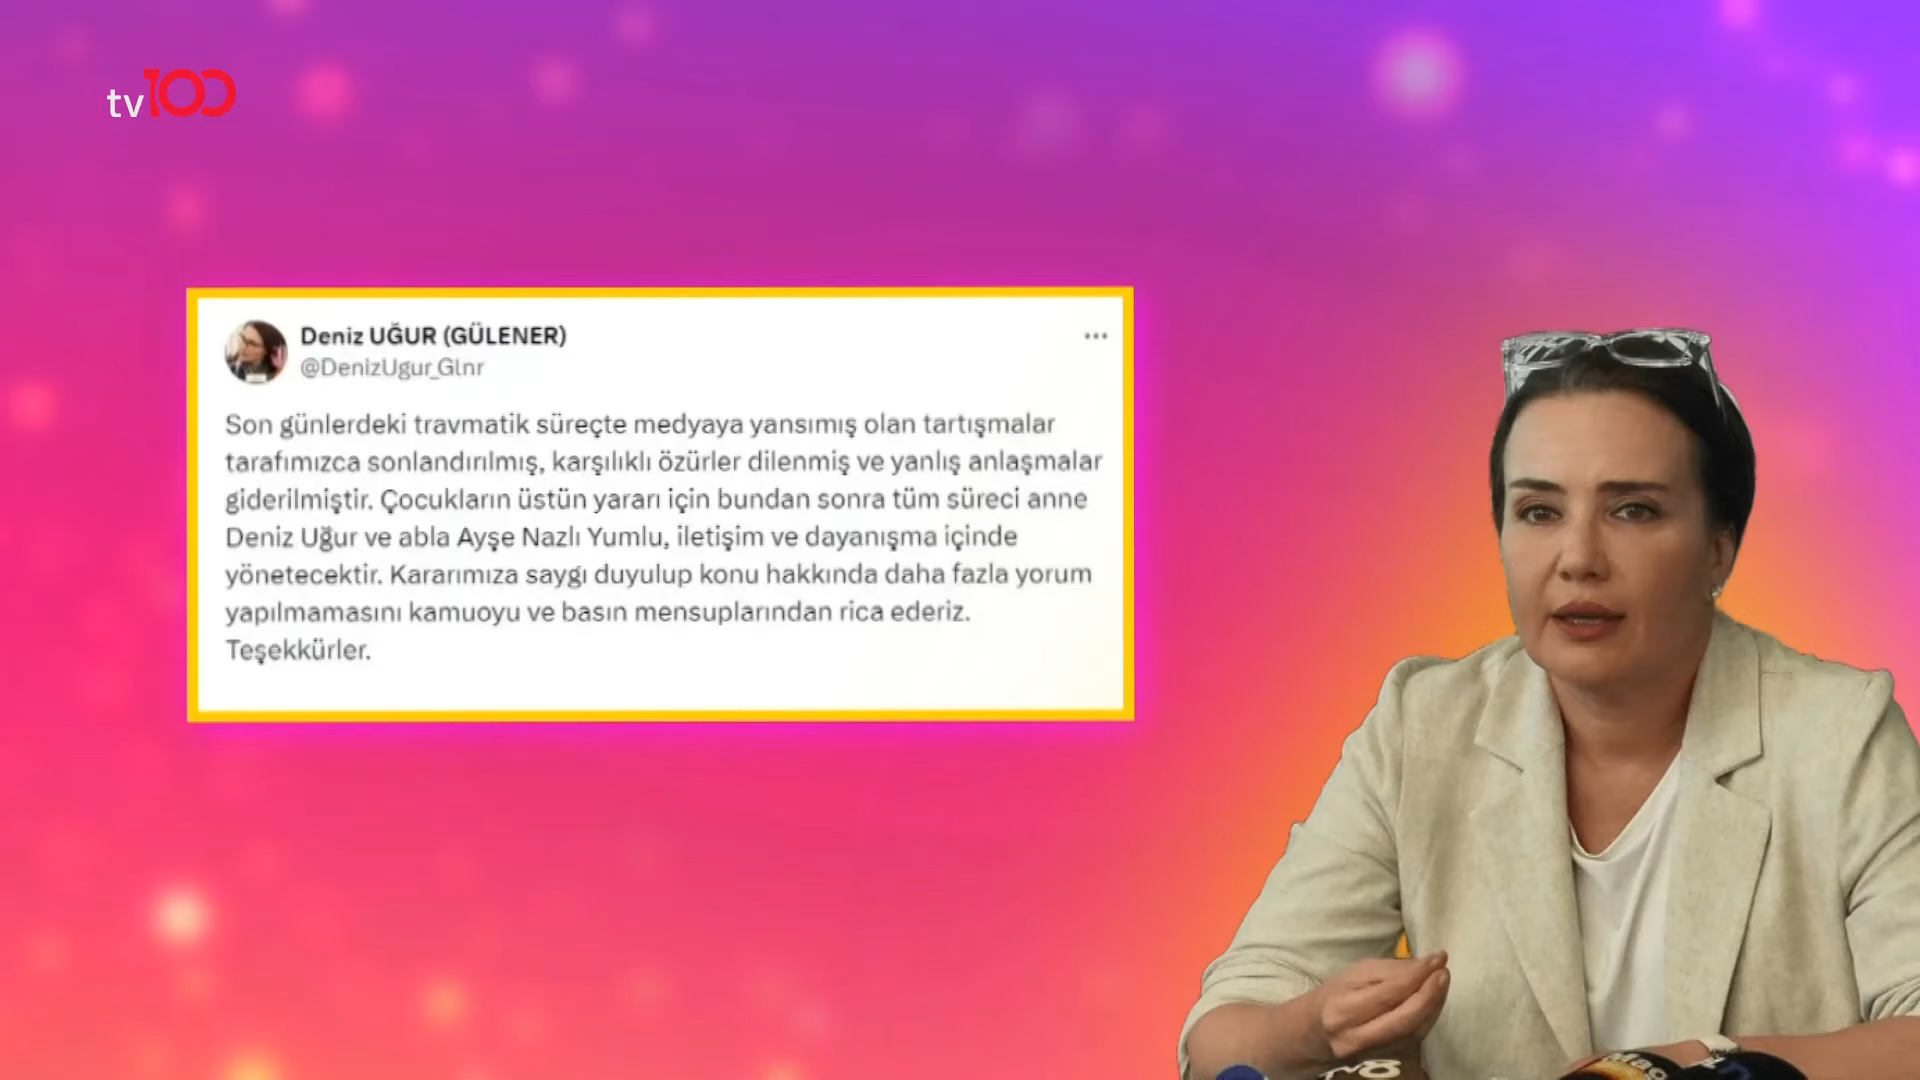 tv100
Deniz UĞUR (GÜLENER)
@DenizUgur_Glnr
Son günlerdeki travmatik süreçte medyaya yansımış olan tartışmalar
tarafımızca sonlandırılmış, karşılıklı özürler dilenmiş ve yanlış anlaşmalar
giderilmiştir. Çocukların üstün yararı için bundan sonra tüm süreci anne
Deniz Uğur ve abla Ayşe Nazlı Yumlu, iletişim ve dayanışma içinde
yönetecektir. Kararımıza saygı duyulup konu hakkında daha fazla yorum
yapılmamasını kamuoyu ve basın mensuplarından rica ederiz.
Teşekkürler.